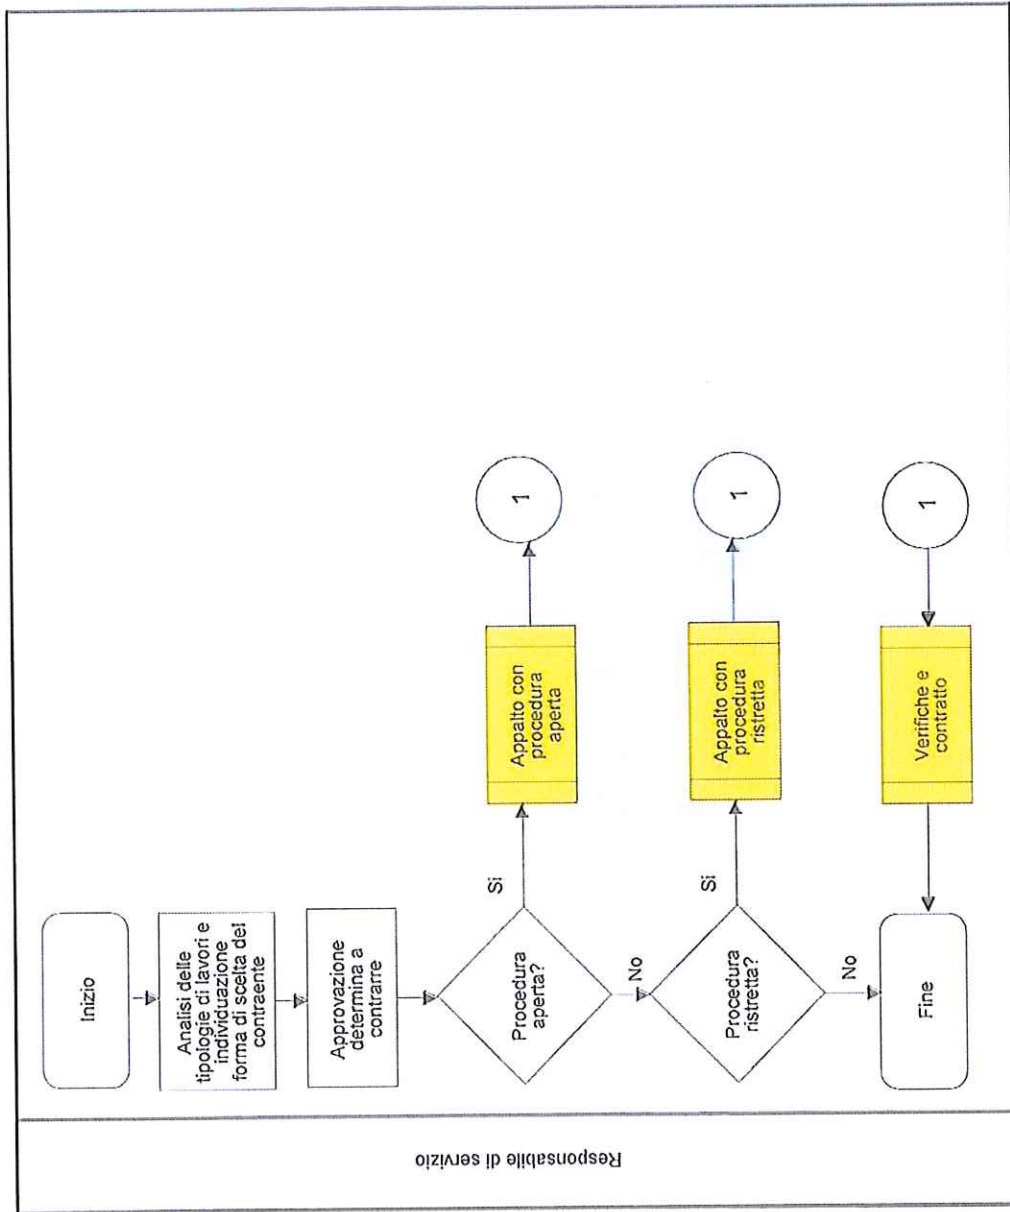 Responsabile di servizio
Inizio
Analisi delle
tipologie di lavori e
individuazione
forma di scelta del
contraente
Approvazione
determina a
contrarre
Procedura
aperta?
Si
No
Appalto con
procedura
aperta
1
Procedura
ristretta?
Si
No
Appalto con
procedura
ristretta
1
Fine
Verifiche e
contratto
1